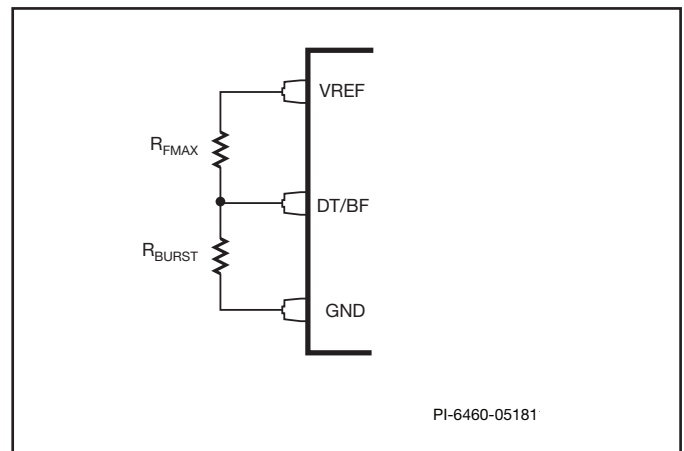 VREF
RFMAX
DT/BF
RBURST
GND
PI-6460-05181